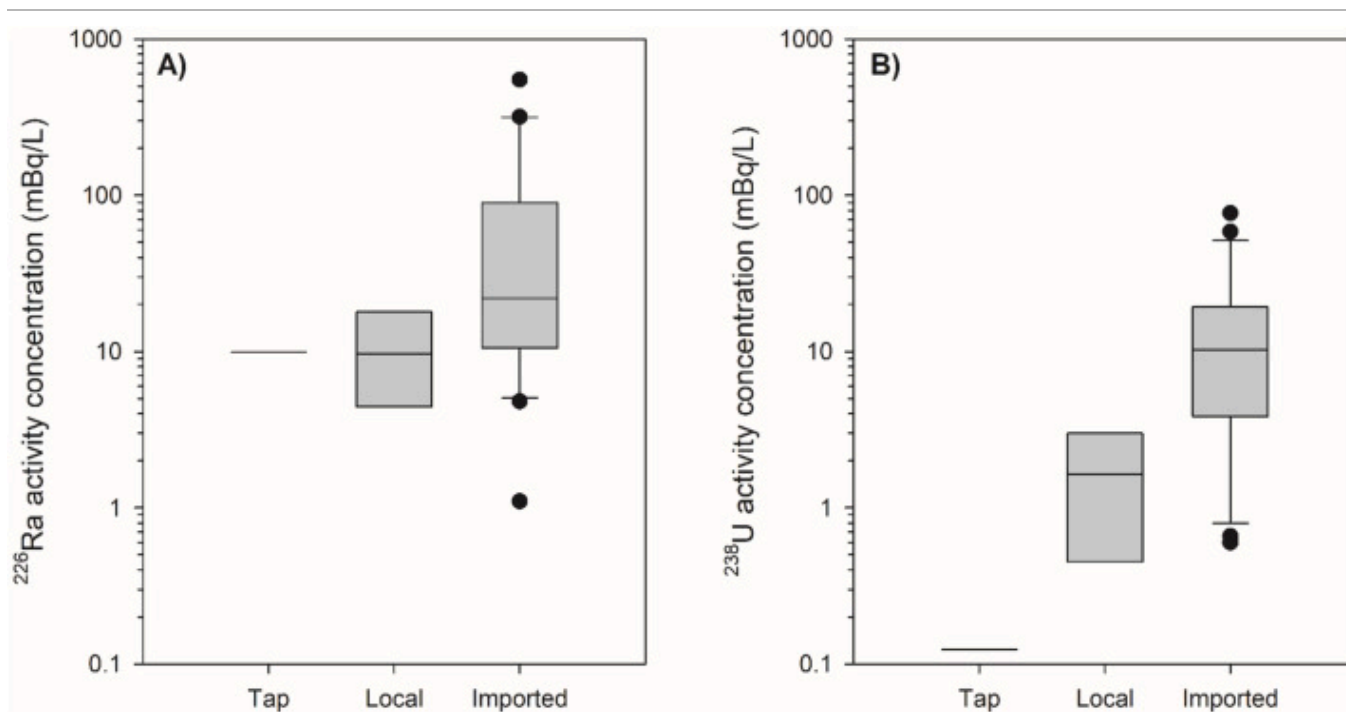 A)
²²⁶Ra activity concentration (mBq/L)
1000
100
10
1
0.1
Tap Local Imported
B)
²³⁸U activity concentration (mBq/L)
1000
100
10
1
0.1
Tap Local Imported